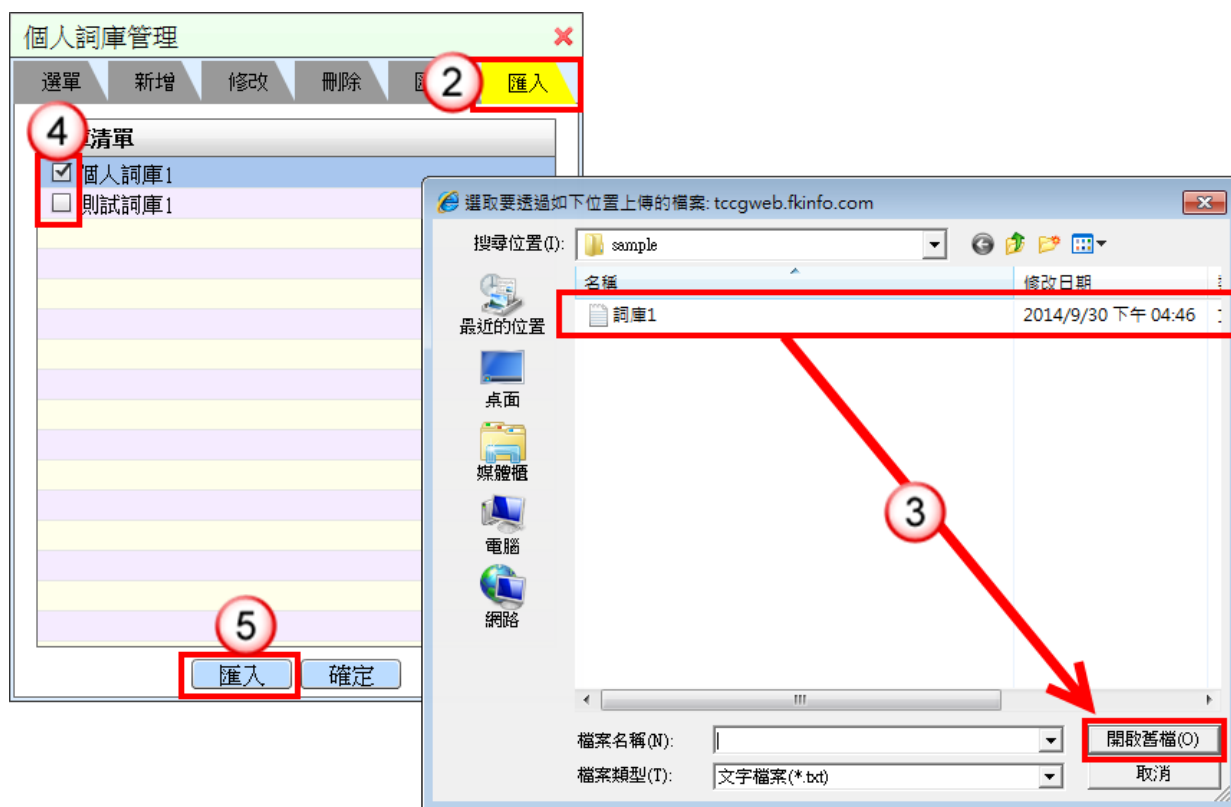 個人詞庫管理
選單 新增 修改 刪除 2 匯入
4 清單
個人詞庫1
則試詞庫1
5
匯入 確定
選取要透過如下位置上傳的檔案: tccgweb.fkinfo.com
搜尋位置(I): sample
名稱 修改日期
詞庫1 2014/9/30 下午 04:46
最近的位置
桌面
媒體櫃
電腦
網路
3
檔案名稱(N):
開啟舊檔(O)
檔案類型(T): 文字檔案(*.txt)
取消